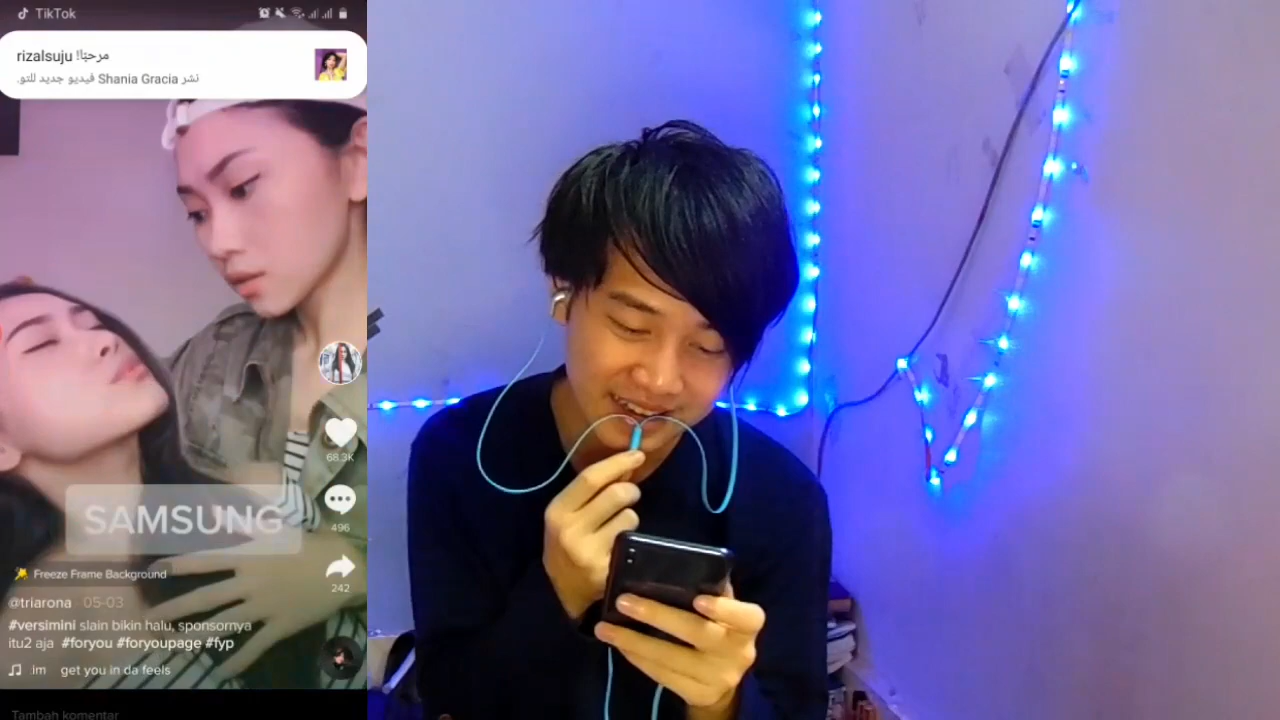 TikTok
rizalsuju مرحبًا!
نشر Shania Gracia فيديو جديد للتو.
68.3K
SAMSUNG
496
Freeze Frame Background
242
@triarona 05-03
#versimini slain bikin halu, sponsornya
itu2 aja #foryou #foryoupage #fyp
.im get you in da feels
Tambah komentar